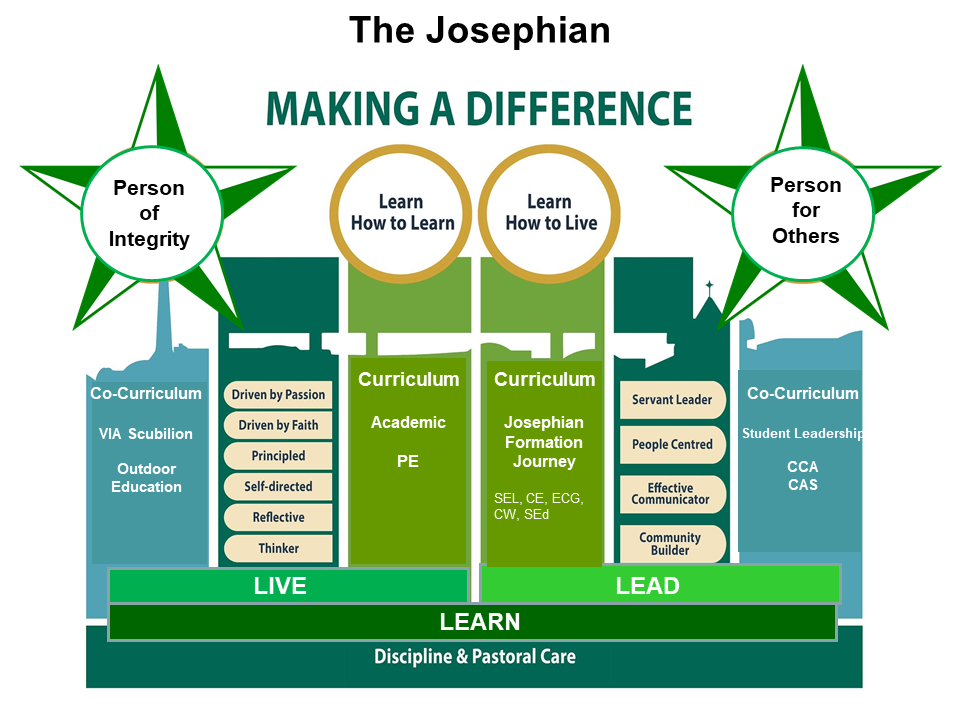 The Josephian
MAKING A DIFFERENCE
Person
of
Integrity
Learn
How to Learn
Learn
How to Live
Person
for
Others
Co-Curriculum
VIA Scubilion
Outdoor
Education
Driven by Passion
Driven by Faith
Principled
Self-directed
Reflective
Thinker
Curriculum
Academic
PE
Curriculum
Josephian
Formation
Journey
SEL, CE, ECG,
CW, SEd
Servant Leader
People Centred
Effective
Communicator
Community
Builder
Co-Curriculum
Student Leadership
CCA
CAS
LIVE
LEAD
LEARN
Discipline & Pastoral Care